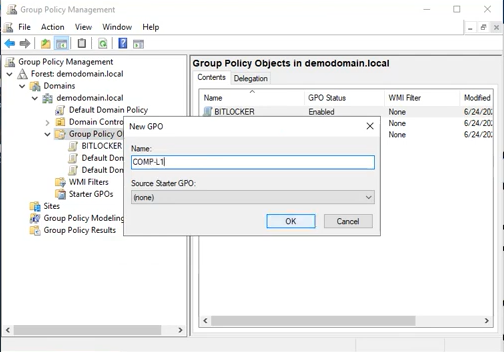 Group Policy Management
File Action View Window Help
Group Policy Management
Forest: demodomain.local
Domains
demodomain.local
Default Domain Policy
Domain Contro
Group Policy Ob
BITLOCKER
Default Dom
Default Dom
WMI Filters
Starter GPOs
Sites
Group Policy Modeling
Group Policy Results
Group Policy Objects in demodomain.local
Contents Delegation
Name GPO Status WMI Filter Modified
BITLOCKER Enabled None 6/24/202
None 6/24/202
None 6/24/202
New GPO
Name:
COMP-L1
Source Starter GPO:
(none)
OK Cancel